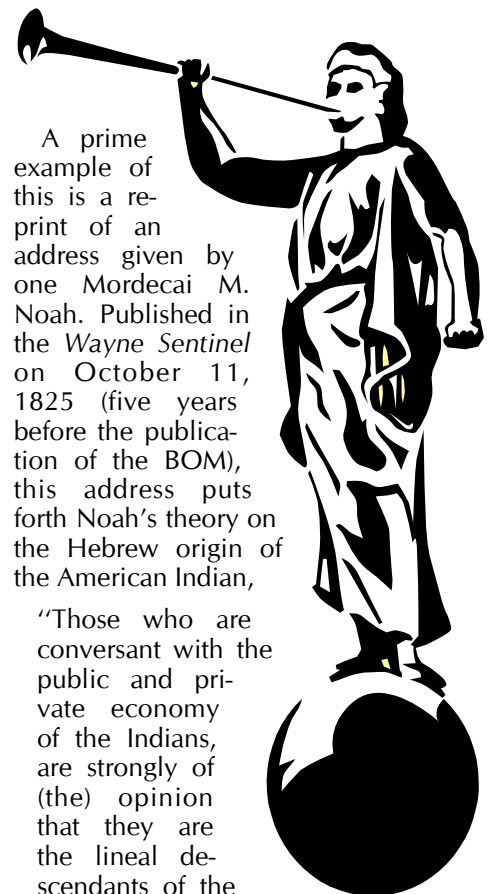 A prime
example of
this is a re-
print of an
address given by
one Mordecai M.
Noah. Published in
the Wayne Sentinel
on October 11,
1825 (five years
before the publica-
tion of the BOM),
this address puts
forth Noah's theory on
the Hebrew origin of
the American Indian,
''Those who are
conversant with the
public and pri-
vate economy
of the Indians,
are strongly of
(the) opinion
that they are
the lineal de-
scendants of the